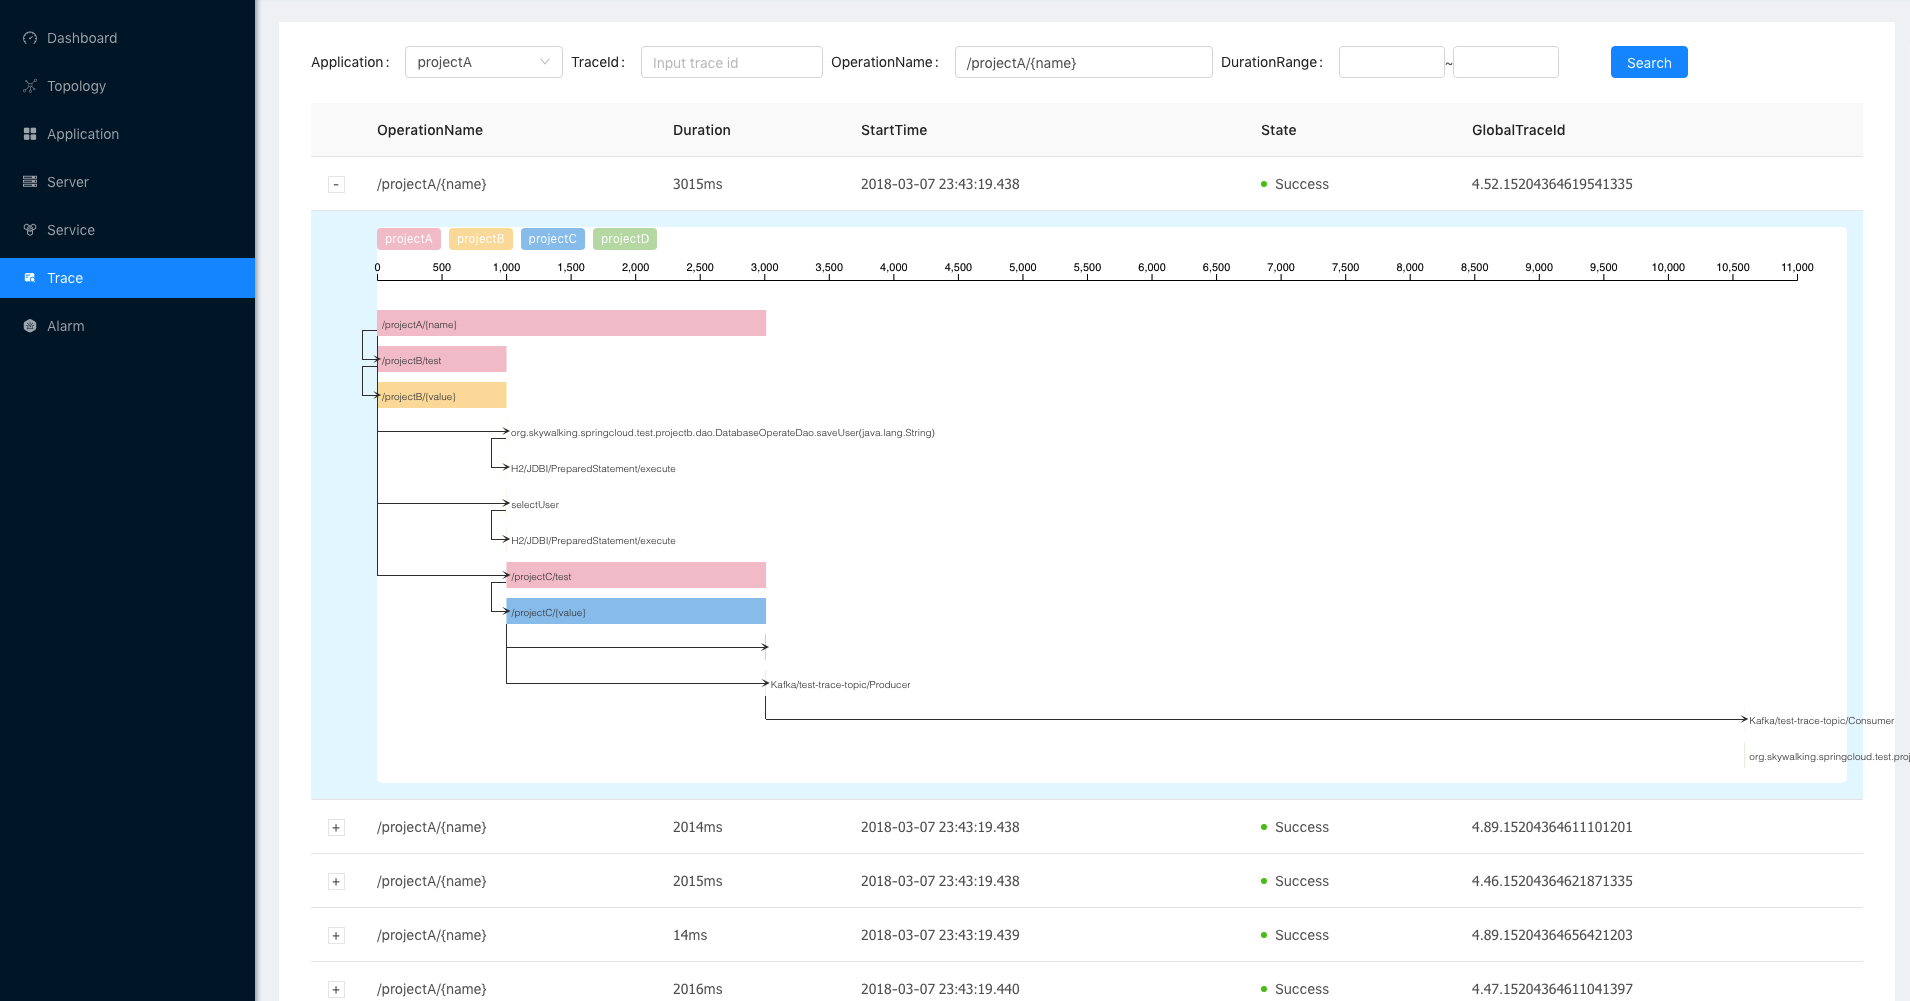 Dashboard
Topology
Application
Server
Service
Trace
Alarm
Application : projectA TraceId : Input trace id OperationName : /projectA/{name} DurationRange : ~ Search
OperationName Duration StartTime State GlobalTraceId
- /projectA/{name} 3015ms 2018-03-07 23:43:19.438 Success 4.52.15204364619541335
projectA projectB projectC projectD
0 500 1,000 1,500 2,000 2,500 3,000 3,500 4,000 4,500 5,000 5,500 6,000 6,500 7,000 7,500 8,000 8,500 9,000 9,500 10,000 10,500 11,000
/projectA/{name}
/projectB/test
/projectB/{value}
org.skywalking.springcloud.test.projectb.dao.DatabaseOperateDao.saveUser(java.lang.String)
H2/JDBI/PreparedStatement/execute
selectUser
H2/JDBI/PreparedStatement/execute
/projectC/test
/projectC/{value}
Kafka/test-trace-topic/Producer
Kafka/test-trace-topic/Consumer
org.skywalking.springcloud.test.proj
+ /projectA/{name} 2014ms 2018-03-07 23:43:19.438 Success 4.89.15204364611101201
+ /projectA/{name} 2015ms 2018-03-07 23:43:19.438 Success 4.46.15204364621871335
+ /projectA/{name} 14ms 2018-03-07 23:43:19.439 Success 4.89.15204364656421203
+ /projectA/{name} 2016ms 2018-03-07 23:43:19.440 Success 4.47.15204364611041397